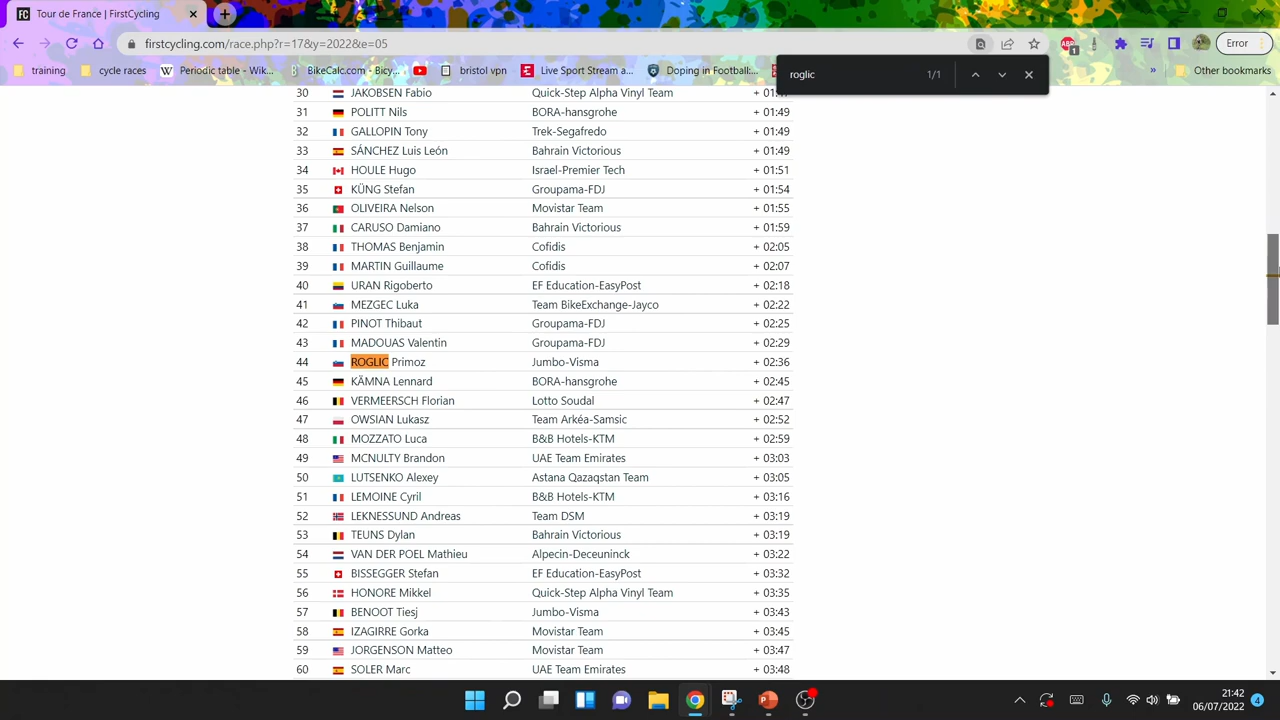 FC Tour de France | FirstCycling
firstcycling.com/race.php?r=17&y=2022&e=05
ABP 1 Error
training cycle races W Periodic table - Wik... BikeCalc.com - Bicy... bristol vpn E Live Sport Stream a... Doping in Football:... » Other bookmarks
roglic 1/1
30 JAKOBSEN Fabio Quick-Step Alpha Vinyl Team
31 POLITT Nils BORA-hansgrohe + 01:49
32 GALLOPIN Tony Trek-Segafredo + 01:49
33 SÁNCHEZ Luis León Bahrain Victorious + 01:49
34 HOULE Hugo Israel-Premier Tech + 01:51
35 KÜNG Stefan Groupama-FDJ + 01:54
36 OLIVEIRA Nelson Movistar Team + 01:55
37 CARUSO Damiano Bahrain Victorious + 01:59
38 THOMAS Benjamin Cofidis + 02:05
39 MARTIN Guillaume Cofidis + 02:07
40 URAN Rigoberto EF Education-EasyPost + 02:18
41 MEZGEC Luka Team BikeExchange-Jayco + 02:22
42 PINOT Thibaut Groupama-FDJ + 02:25
43 MADOUAS Valentin Groupama-FDJ + 02:29
44 ROGLIC Primoz Jumbo-Visma + 02:36
45 KÄMNA Lennard BORA-hansgrohe + 02:45
46 VERMEERSCH Florian Lotto Soudal + 02:47
47 OWSIAN Lukasz Team Arkéa-Samsic + 02:52
48 MOZZATO Luca B&B Hotels-KTM + 02:59
49 MCNULTY Brandon UAE Team Emirates + 03:03
50 LUTSENKO Alexey Astana Qazaqstan Team + 03:05
51 LEMOINE Cyril B&B Hotels-KTM + 03:16
52 LEKNESSUND Andreas Team DSM + 03:19
53 TEUNS Dylan Bahrain Victorious + 03:19
54 VAN DER POEL Mathieu Alpecin-Deceuninck + 03:22
55 BISSEGGER Stefan EF Education-EasyPost + 03:32
56 HONORE Mikkel Quick-Step Alpha Vinyl Team + 03:35
57 BENOOT Tiesj Jumbo-Visma + 03:43
58 IZAGIRRE Gorka Movistar Team + 03:45
59 JORGENSON Matteo Movistar Team + 03:47
60 SOLER Marc UAE Team Emirates + 03:48
21:42
06/07/2022 4